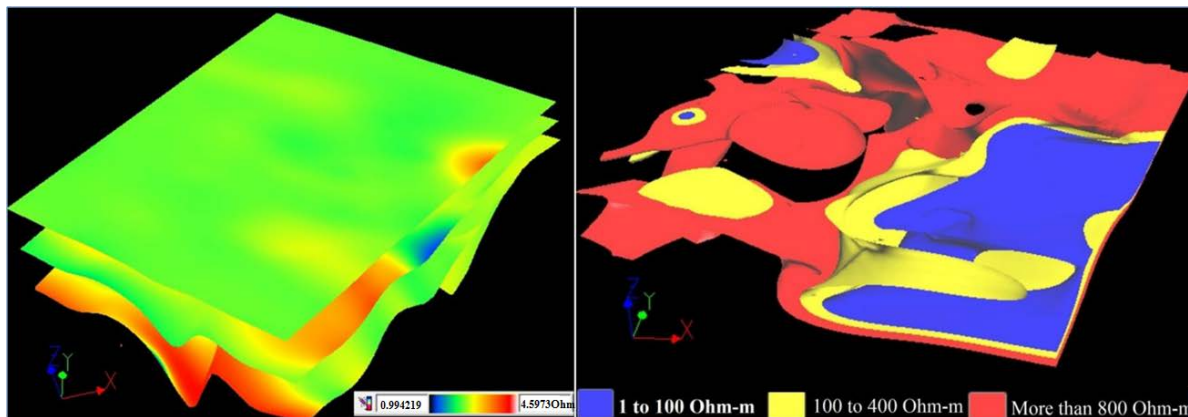 Z
Y
X
0.994219
4.5973Ohm
Z
Y
X
1 to 100 Ohm-m
100 to 400 Ohm-m
More than 800 Ohm-m